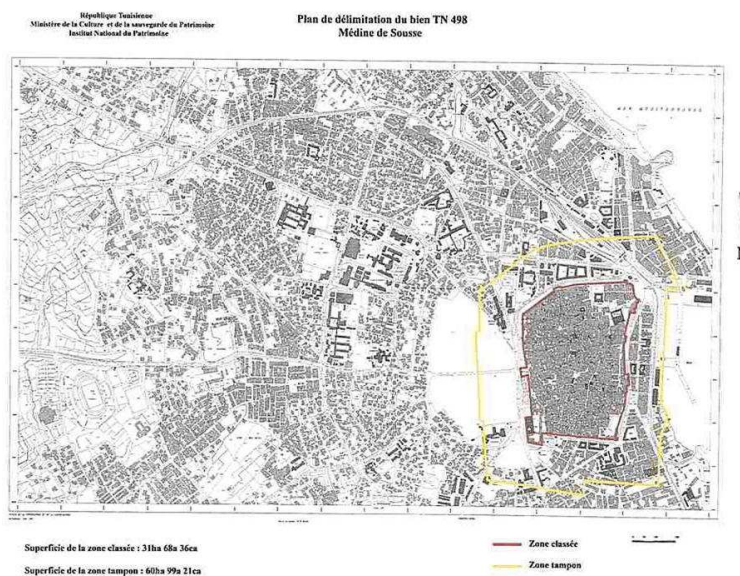 République Tunisienne
Ministère de la Culture et de la sauvegarde du Patrimoine
Institut National du Patrimoine
Plan de délimitation du bien TN 498
Médine de Sousse
MER MEDITERRANEE
Superficie de la zone classée : 31ha 68a 36ca
Superficie de la zone tampon : 60ha 99a 21ca
Zone classée
Zone tampon